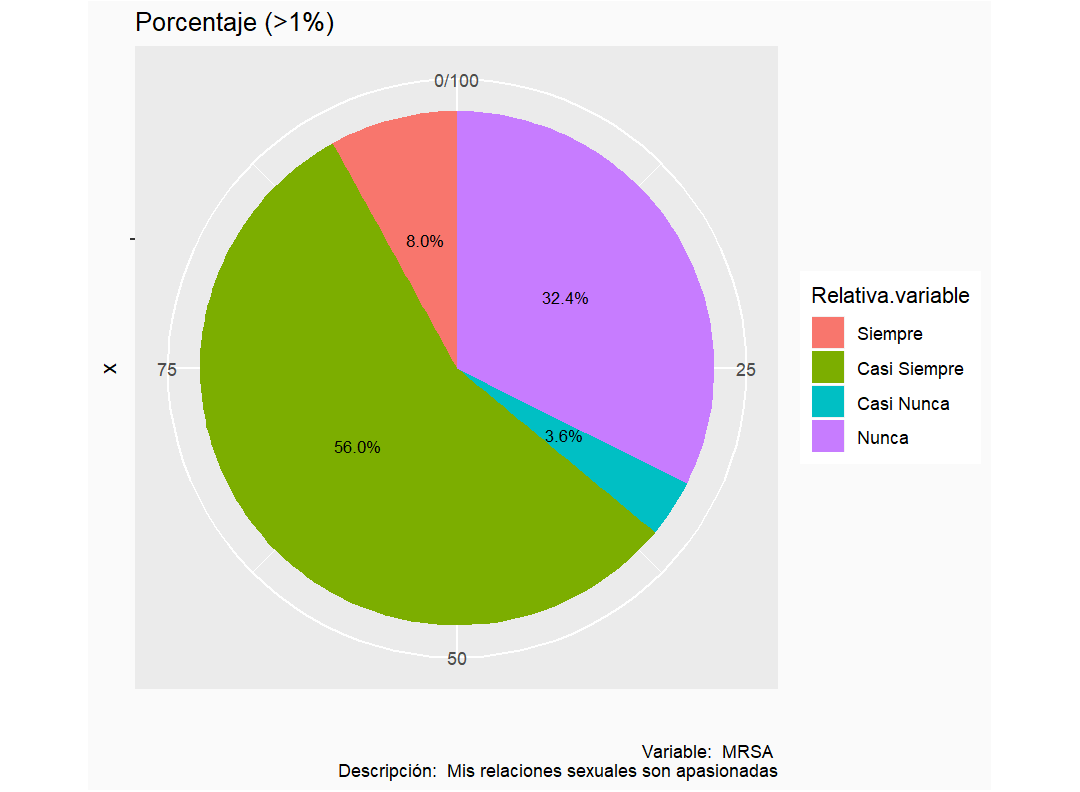 Porcentaje (>1%)
0/100
8.0%
32.4%
Relativa.variable
Siempre
Casi Siempre
Casi Nunca
Nunca
x
75
25
3.6%
56.0%
50
Variable:  MRSA
Descripción:  Mis relaciones sexuales son apasionadas